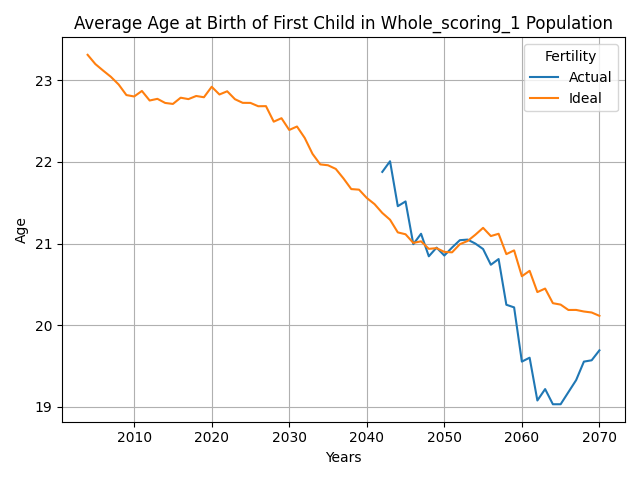 Average Age at Birth of First Child in Whole_scoring_1 Population
Fertility
Actual
Ideal
Age
23
22
21
20
19
2010 2020 2030 2040 2050 2060 2070
Years